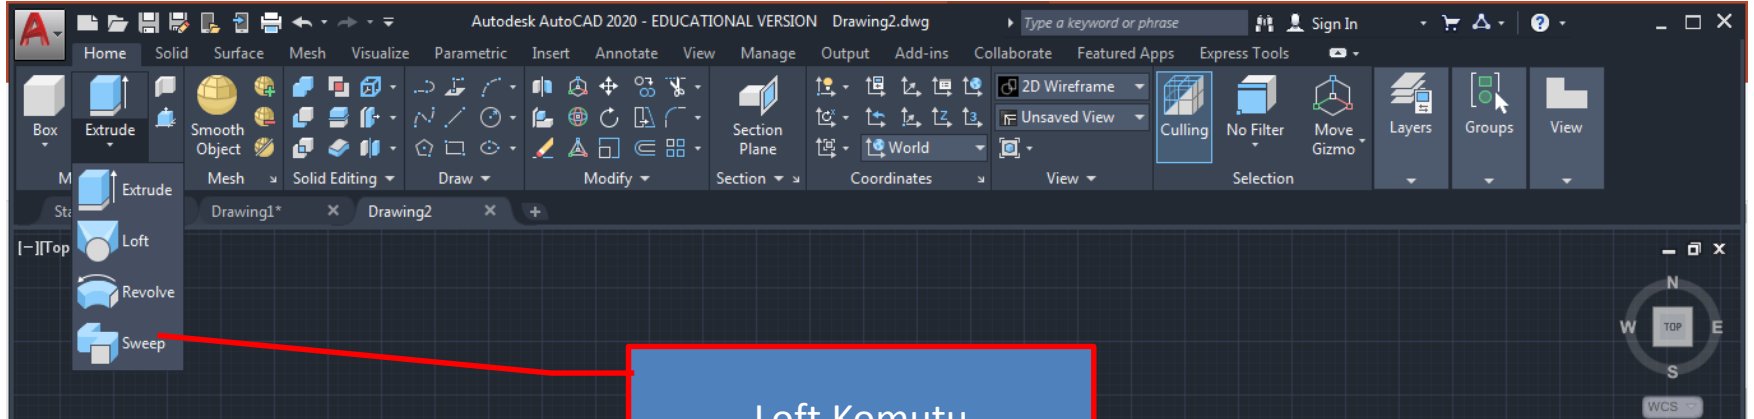 Autodesk AutoCAD 2020 - EDUCATIONAL VERSION Drawing2.dwg Type a keyword or phrase Sign In
Home Solid Surface Mesh Visualize Parametric Insert Annotate View Manage Output Add-ins Collaborate Featured Apps Express Tools
2D Wireframe
Unsaved View
Box Extrude Smooth Object Section Plane World Culling No Filter Move Gizmo Layers Groups View
M Mesh Solid Editing Draw Modify Section Coordinates View Selection
Extrude
Sta Drawing1* Drawing2
[−][Top
Loft
Revolve
Sweep
N
W TOP E
S
WCS
Loft Komutu